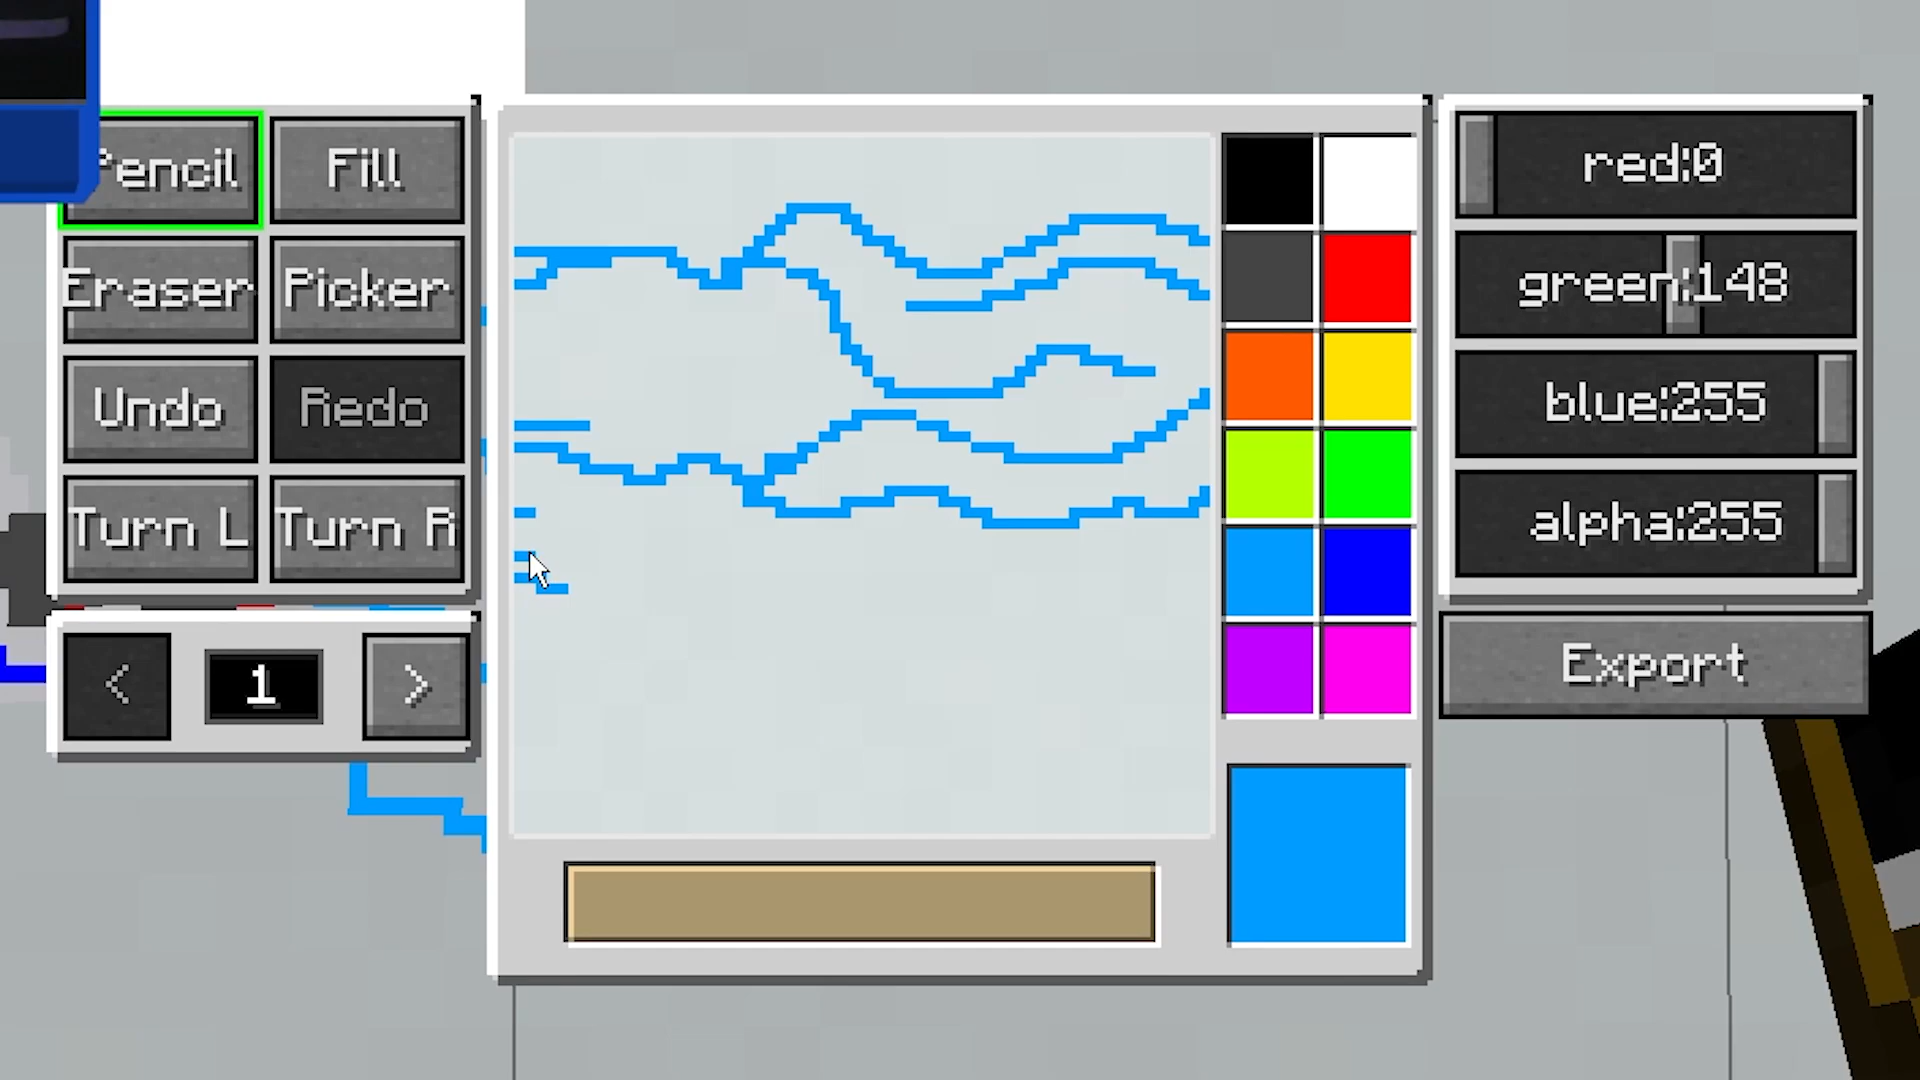 Pencil Fill
Eraser Picker
Undo Redo
Turn L Turn R
< 1 >
red:0
green:148
blue:255
alpha:255
Export